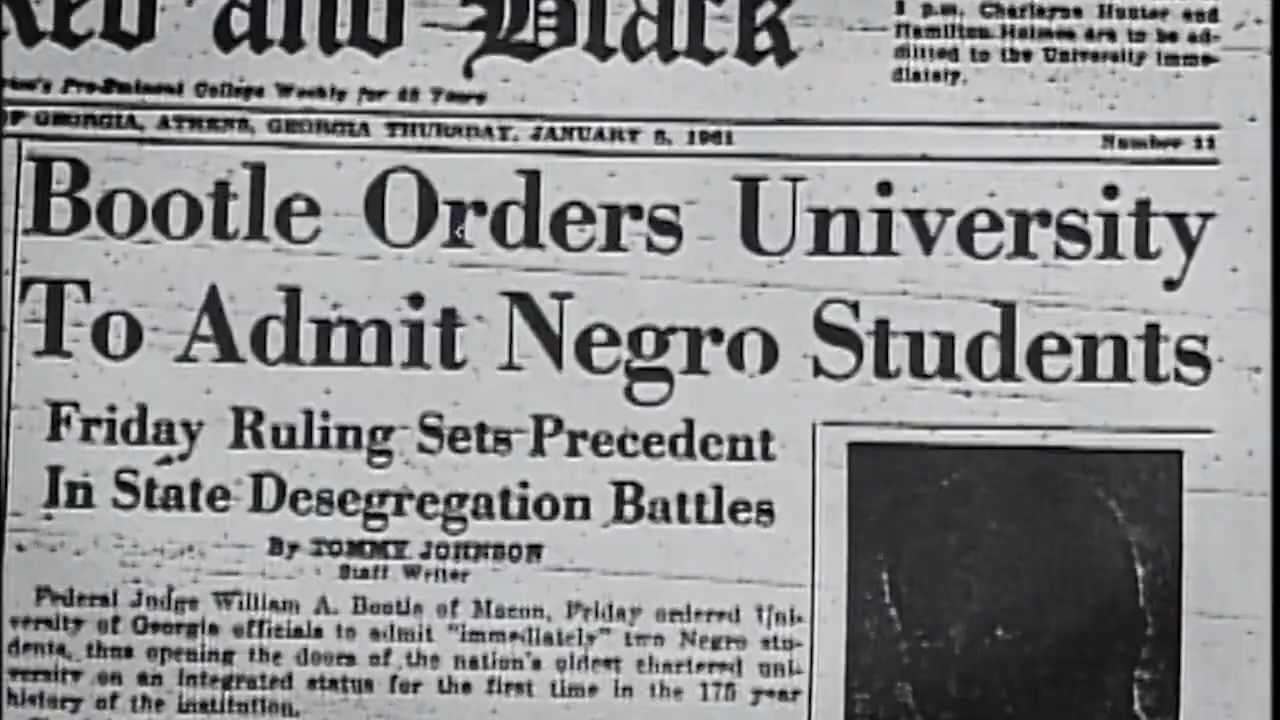 Red and Black
8 p.m. Charlayne Hunter and
Hamilton Holmes are to be ad-
mitted to the University imme-
diately.
Pre-Eminent College Weekly for 68 Years
OF GEORGIA, ATHENS, GEORGIA THURSDAY, JANUARY 5, 1961
Number 11
Bootle Orders University
To Admit Negro Students
Friday Ruling Sets Precedent
In State Desegregation Battles
By TOMMY JOHNSON
Staff Writer
Federal Judge William A. Bootle of Macon, Friday ordered Uni-
versity of Georgia officials to admit "immediately" two Negro stu-
dents, thus opening the doors of the nation's oldest chartered uni-
versity on an integrated status for the first time in the 175 year
history of the institution.